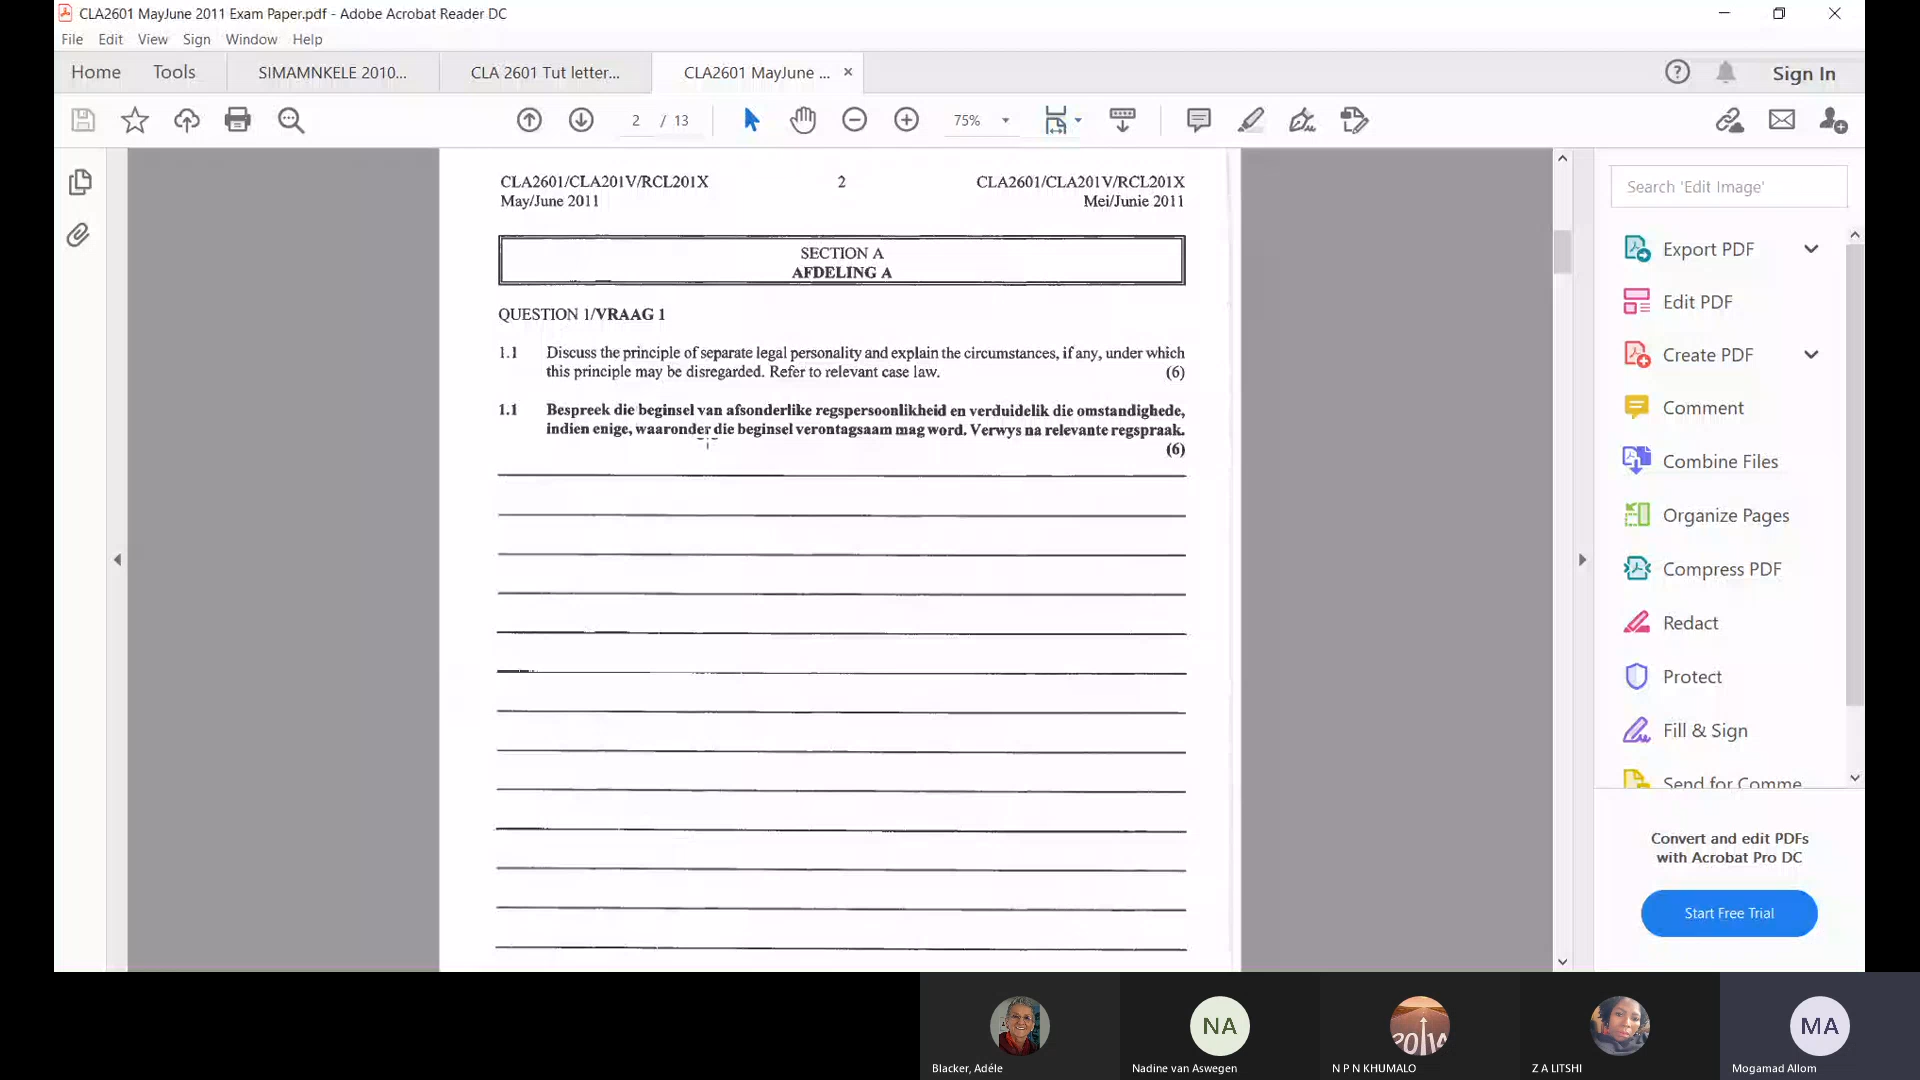 CLA2601 MayJune 2011 Exam Paper.pdf - Adobe Acrobat Reader DC
File Edit View Sign Window Help
Home Tools SIMAMNKELE 2010... CLA 2601 Tut letter... CLA2601 MayJune ... × Sign In
2 / 13 75%
CLA2601/CLA201V/RCL201X 2 CLA2601/CLA201V/RCL201X
May/June 2011 Mei/Junie 2011
SECTION A
AFDELING A
QUESTION 1/VRAAG 1
1.1 Discuss the principle of separate legal personality and explain the circumstances, if any, under which
this principle may be disregarded. Refer to relevant case law. (6)
1.1 Bespreek die beginsel van afsonderlike regspersoonlikheid en verduidelik die omstandighede,
indien enige, waaronder die beginsel verontagsaam mag word. Verwys na relevante regspraak.
(6)
Search 'Edit Image'
Export PDF
Edit PDF
Create PDF
Comment
Combine Files
Organize Pages
Compress PDF
Redact
Protect
Fill & Sign
Send for Comme
Convert and edit PDFs
with Acrobat Pro DC
Start Free Trial
NA
2014
MA
Blacker, Adéle
Nadine van Aswegen
N P N KHUMALO
Z A LITSHI
Mogamad Allom